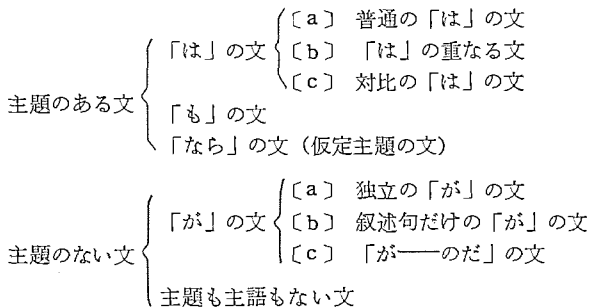 〔a〕 普通の「は」の文
「は」の文
〔b〕 「は」の重なる文
〔c〕 対比の「は」の文
主題のある文
「も」の文
「なら」の文（仮定主題の文）
〔a〕 独立の「が」の文
「が」の文
〔b〕 叙述句だけの「が」の文
〔c〕 「が――のだ」の文
主題のない文
主題も主語もない文